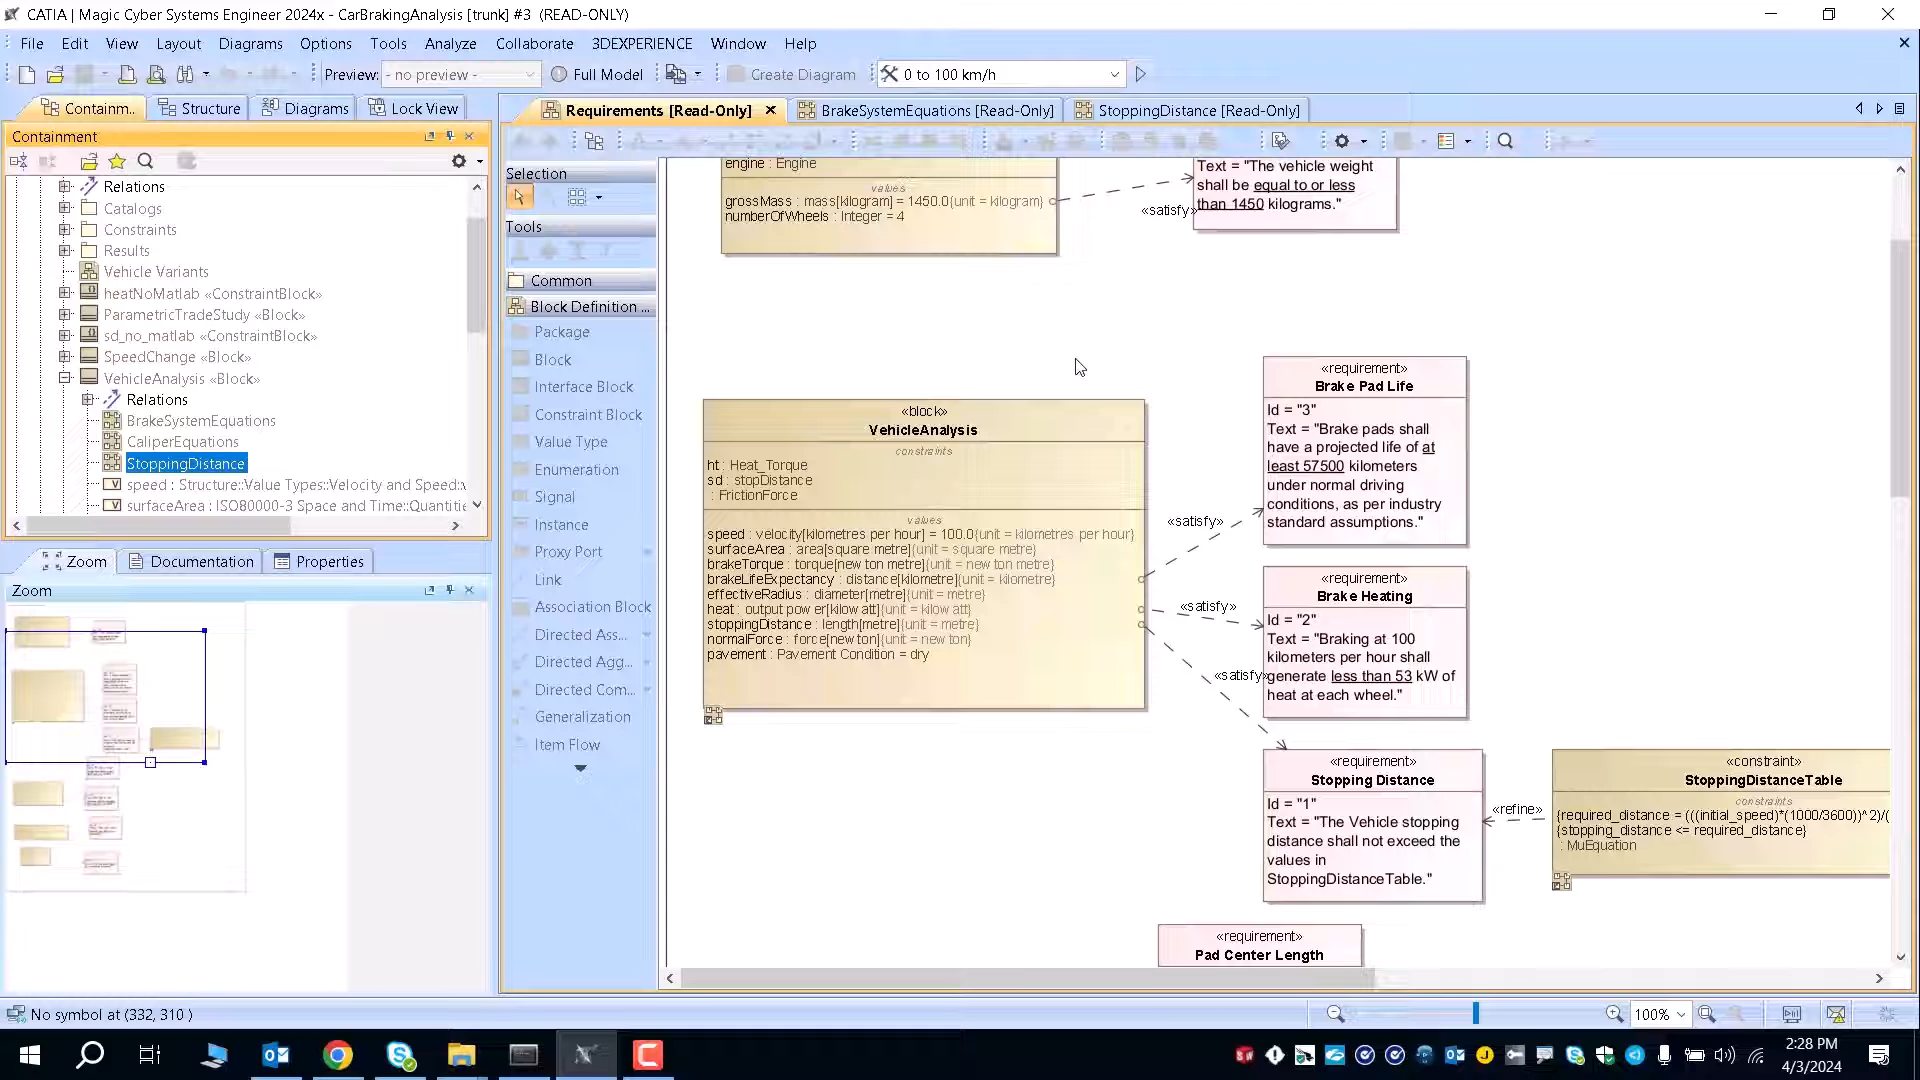 CATIA | Magic Cyber Systems Engineer 2024x - CarBrakingAnalysis [trunk] #3 (READ-ONLY)
File Edit View Layout Diagrams Options Tools Analyze Collaborate 3DEXPERIENCE Window Help
Preview: - no preview - Full Model Create Diagram 0 to 100 km/h
Contain... Structure Diagrams Lock View
Containment
Relations
Catalogs
Constraints
Results
Vehicle Variants
heatNoMatlab «ConstraintBlock»
ParametricTradeStudy «Block»
sd_no_matlab «ConstraintBlock»
SpeedChange «Block»
VehicleAnalysis «Block»
Relations
BrakeSystemEquations
CaliperEquations
StoppingDistance
speed : Structure::Value Types::Velocity and Speed::
surfaceArea : ISO80000-3 Space and Time::Quantitie
Zoom Documentation Properties
Zoom
Requirements [Read-Only] BrakeSystemEquations [Read-Only] StoppingDistance [Read-Only]
Selection
Tools
Common
Block Definition ...
Package
Block
Interface Block
Constraint Block
Value Type
Enumeration
Signal
Instance
Proxy Port
Link
Association Block
Directed Ass...
Directed Agg...
Directed Com...
Generalization
Item Flow
engine : Engine
values
grossMass : mass[kilogram] = 1450.0{unit = kilogram}
numberOfWheels : Integer = 4
«satisfy»
Text = "The vehicle weight
shall be equal to or less
than 1450 kilograms."
«block»
VehicleAnalysis
constraints
ht : Heat_Torque
sd : stopDistance
: FrictionForce
values
speed : velocity[kilometres per hour] = 100.0{unit = kilometres per hour}
surfaceArea : area[square metre]{unit = square metre}
brakeTorque : torque[new ton metre]{unit = new ton metre}
brakeLifeExpectancy : distance[kilometre]{unit = kilometre}
effectiveRadius : diameter[metre]{unit = metre}
heat : output pow er[kilow att]{unit = kilow att}
stoppingDistance : length[metre]{unit = metre}
normalForce : force[new ton]{unit = new ton}
pavement : Pavement Condition = dry
«satisfy»
«satisfy»
«satisfy»
«requirement»
Brake Pad Life
Id = "3"
Text = "Brake pads shall
have a projected life of at
least 57500 kilometers
under normal driving
conditions, as per industry
standard assumptions."
«requirement»
Brake Heating
Id = "2"
Text = "Braking at 100
kilometers per hour shall
generate less than 53 kW of
heat at each wheel."
«requirement»
Stopping Distance
Id = "1"
Text = "The Vehicle stopping
distance shall not exceed the
values in
StoppingDistanceTable."
«refine»
«constraint»
StoppingDistanceTable
constraints
{required_distance = (((initial_speed)*(1000/3600))^2)/(
{stopping_distance <= required_distance}
: MuEquation
«requirement»
Pad Center Length
No symbol at (332, 310 )
100%
2:28 PM
4/3/2024